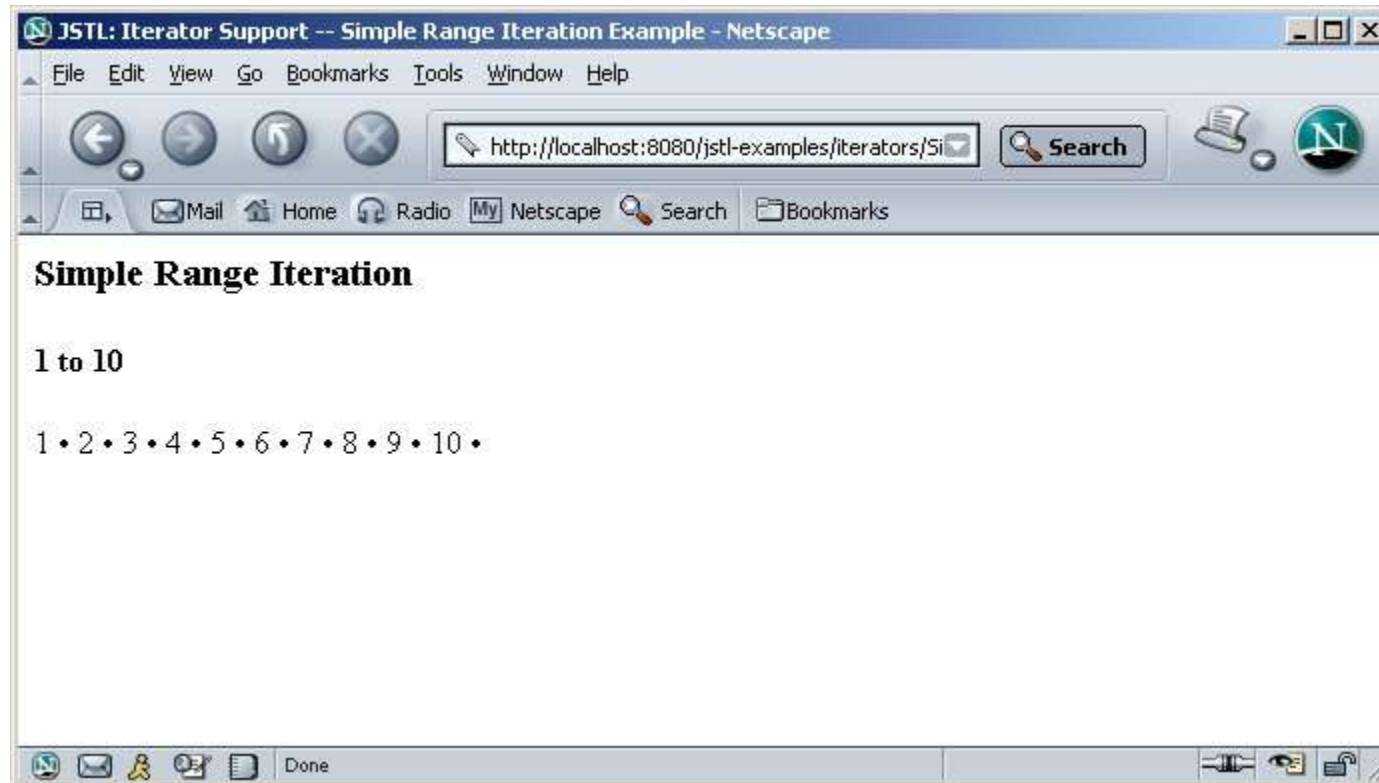 JSTL: Iterator Support -- Simple Range Iteration Example - Netscape
File Edit View Go Bookmarks Tools Window Help
http://localhost:8080/jstl-examples/iterators/Si
Search
N
Mail Home Radio My Netscape Search Bookmarks
Simple Range Iteration
1 to 10
1 • 2 • 3 • 4 • 5 • 6 • 7 • 8 • 9 • 10 •
Done